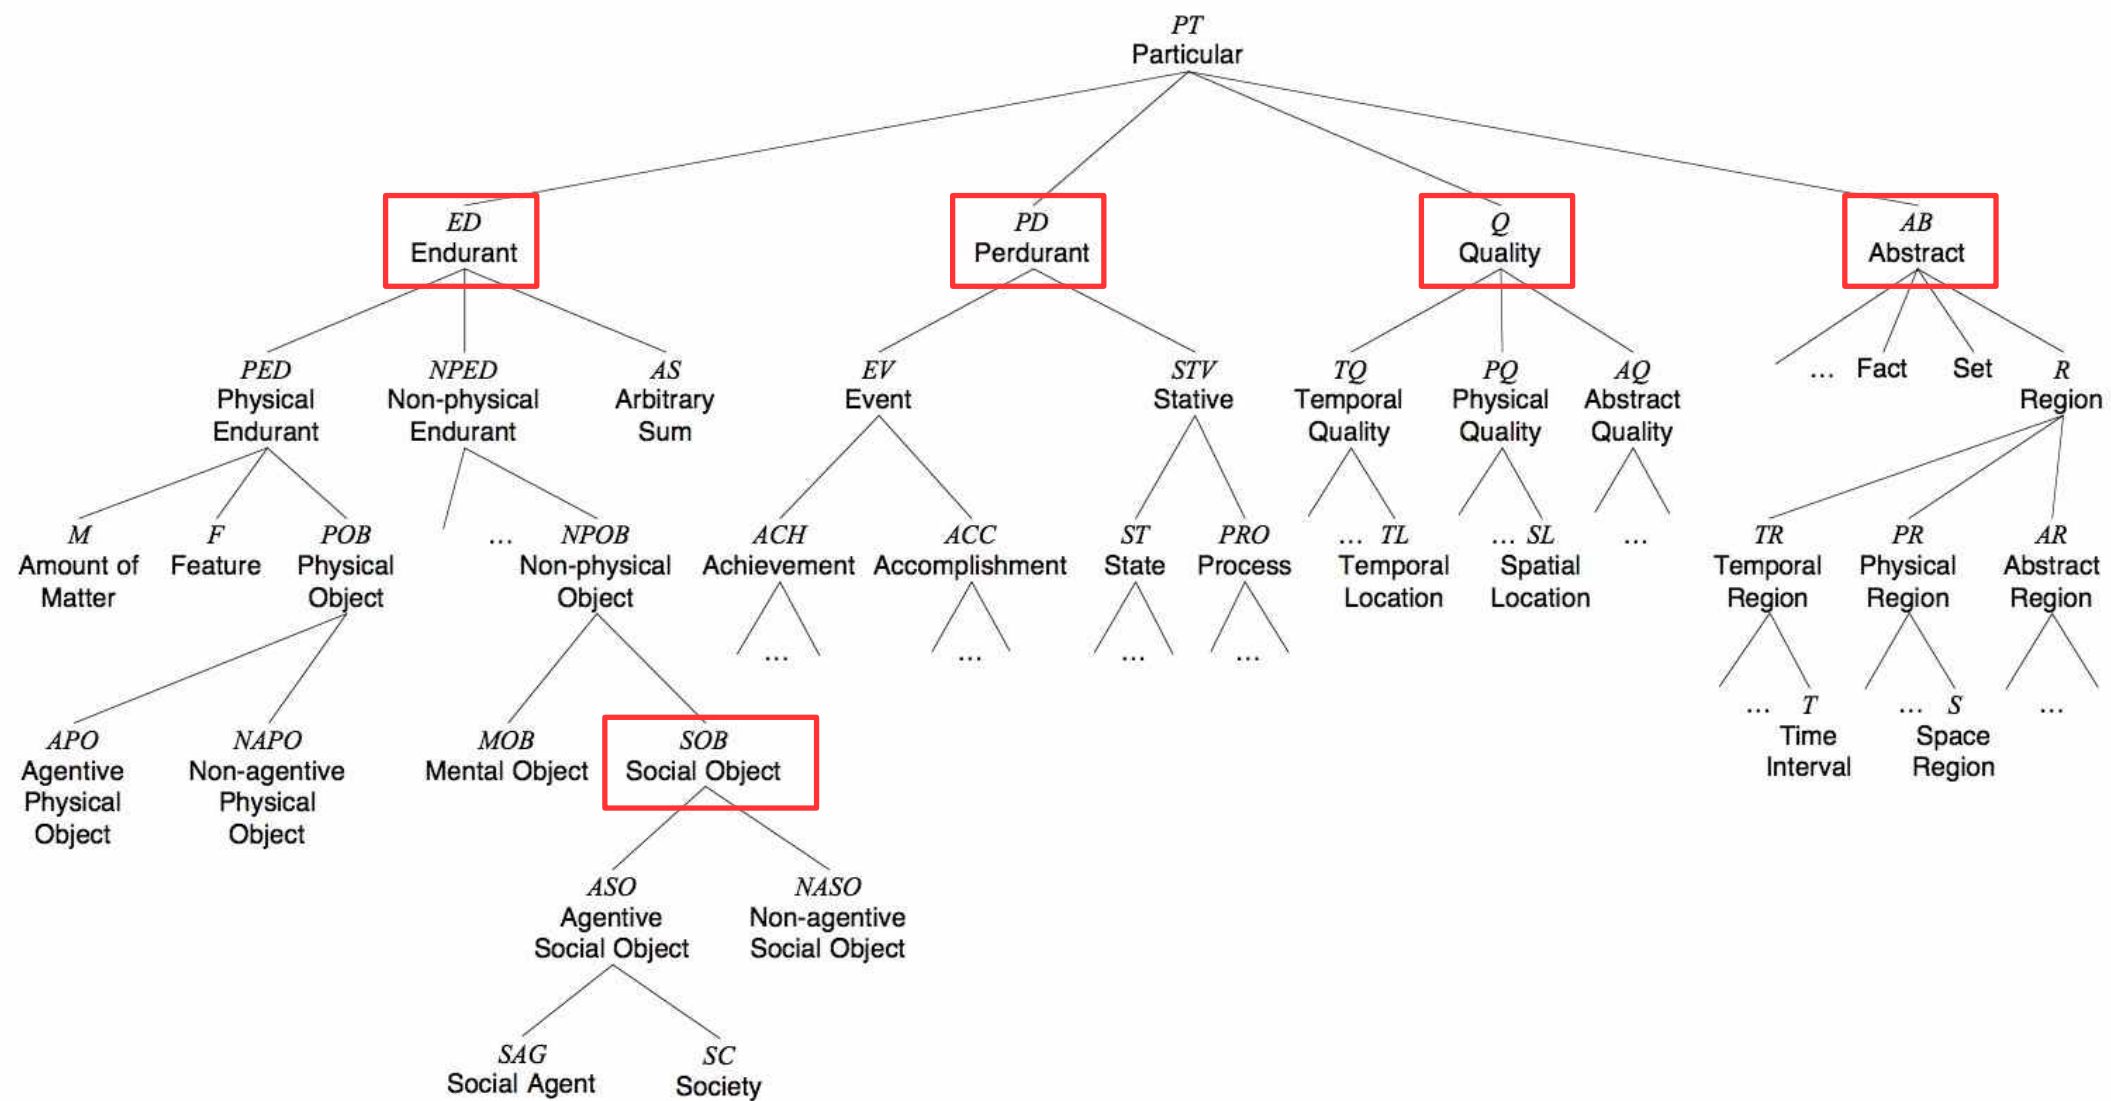 PT
Particular
ED
Endurant
PD
Perdurant
Q
Quality
AB
Abstract
PED
Physical
Endurant
NPED
Non-physical
Endurant
AS
Arbitrary
Sum
EV
Event
STV
Stative
TQ
Temporal
Quality
PQ
Physical
Quality
AQ
Abstract
Quality
...
Fact
Set
R
Region
M
Amount of
Matter
F
Feature
POB
Physical
Object
...
NPOB
Non-physical
Object
ACH
Achievement
ACC
Accomplishment
ST
State
PRO
Process
... TL
Temporal
Location
... SL
Spatial
Location
...
TR
Temporal
Region
PR
Physical
Region
AR
Abstract
Region
...
...
...
...
... T
Time
Interval
... S
Space
Region
...
APO
Agentive
Physical
Object
NAPO
Non-agentive
Physical
Object
MOB
Mental Object
SOB
Social Object
ASO
Agentive
Social Object
NASO
Non-agentive
Social Object
SAG
Social Agent
SC
Society